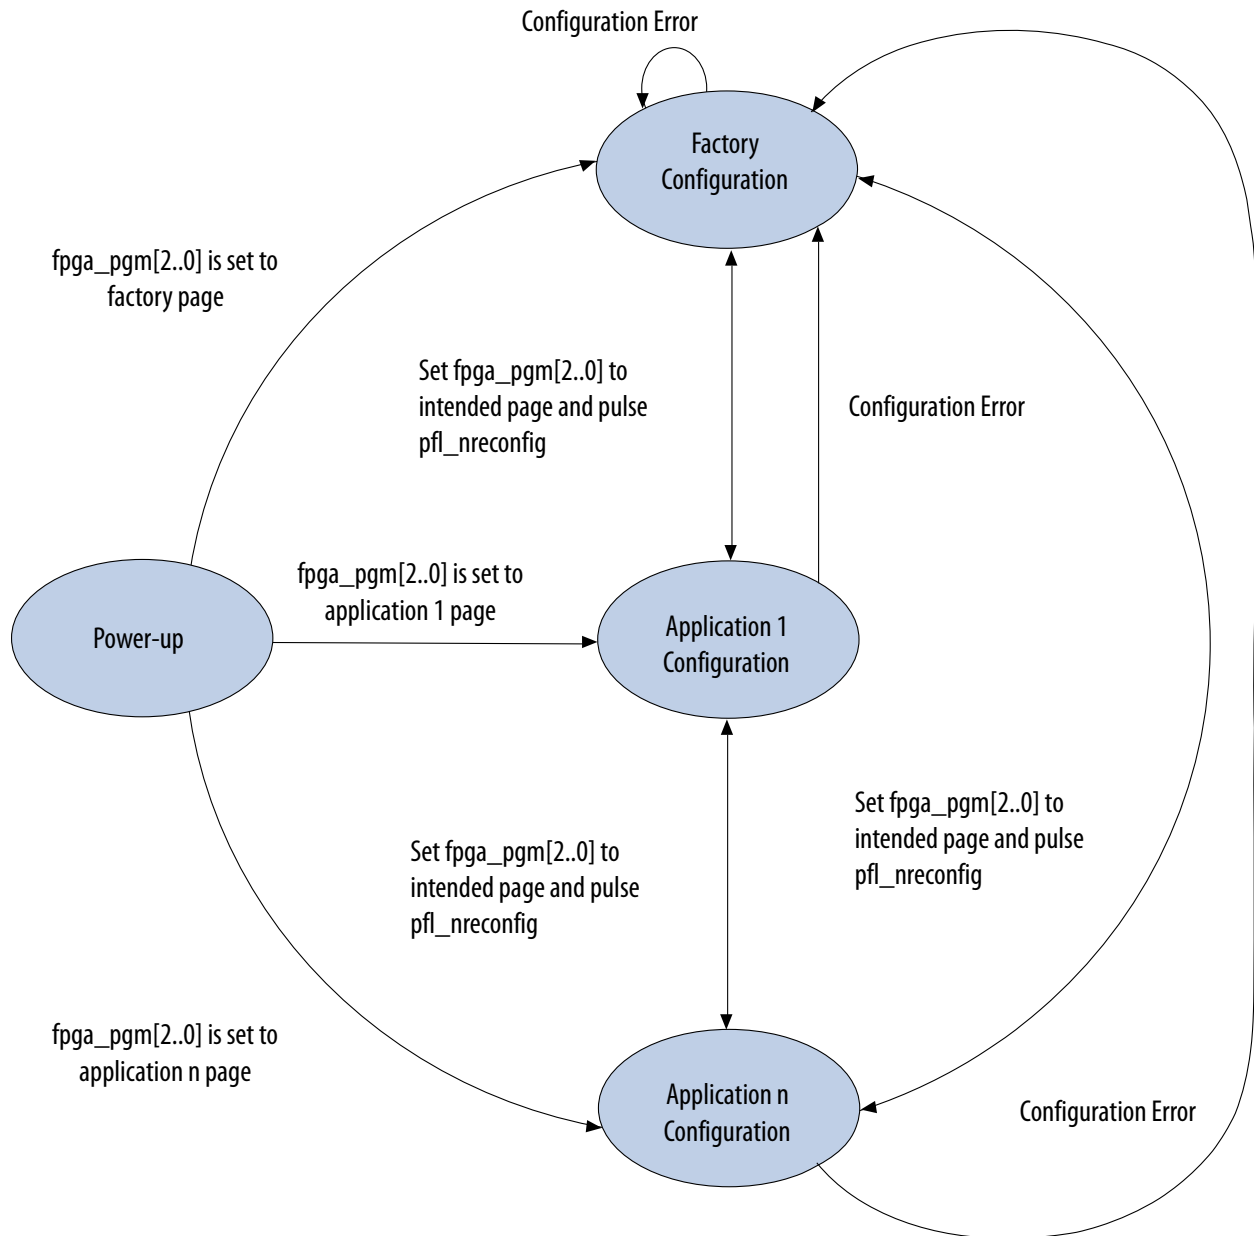 Configuration Error
Factory
Configuration
fpga_pgm[2..0] is set to
factory page
Set fpga_pgm[2..0] to
intended page and pulse
pfl_nreconfig
Configuration Error
fpga_pgm[2..0] is set to
application 1 page
Power-up
Application 1
Configuration
Set fpga_pgm[2..0] to
intended page and pulse
pfl_nreconfig
Set fpga_pgm[2..0] to
intended page and pulse
pfl_nreconfig
fpga_pgm[2..0] is set to
application n page
Application n
Configuration
Configuration Error